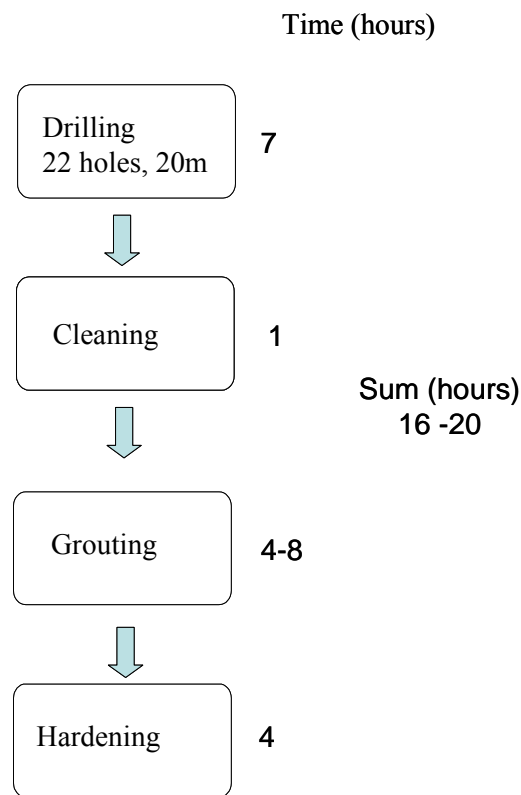 Time (hours)
Drilling
22 holes, 20m
7
Cleaning
1
Sum (hours)
16 -20
Grouting
4-8
Hardening
4